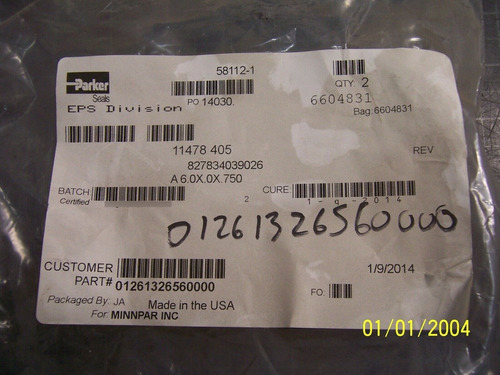 58112-1
Parker
Seals
EPS Division
PO 14030.
QTY. 2
6604831
Bag: 6604831
11478 405
REV
827834039026
A 6.0X.0X.750
BATCH
Certified
2
CURE:
1-q-2014
01261326560000
CUSTOMER
PART# 01261326560000
1/9/2014
Packaged By: JA
Made in the USA
FO:
For: MINNPAR INC
01/01/2004